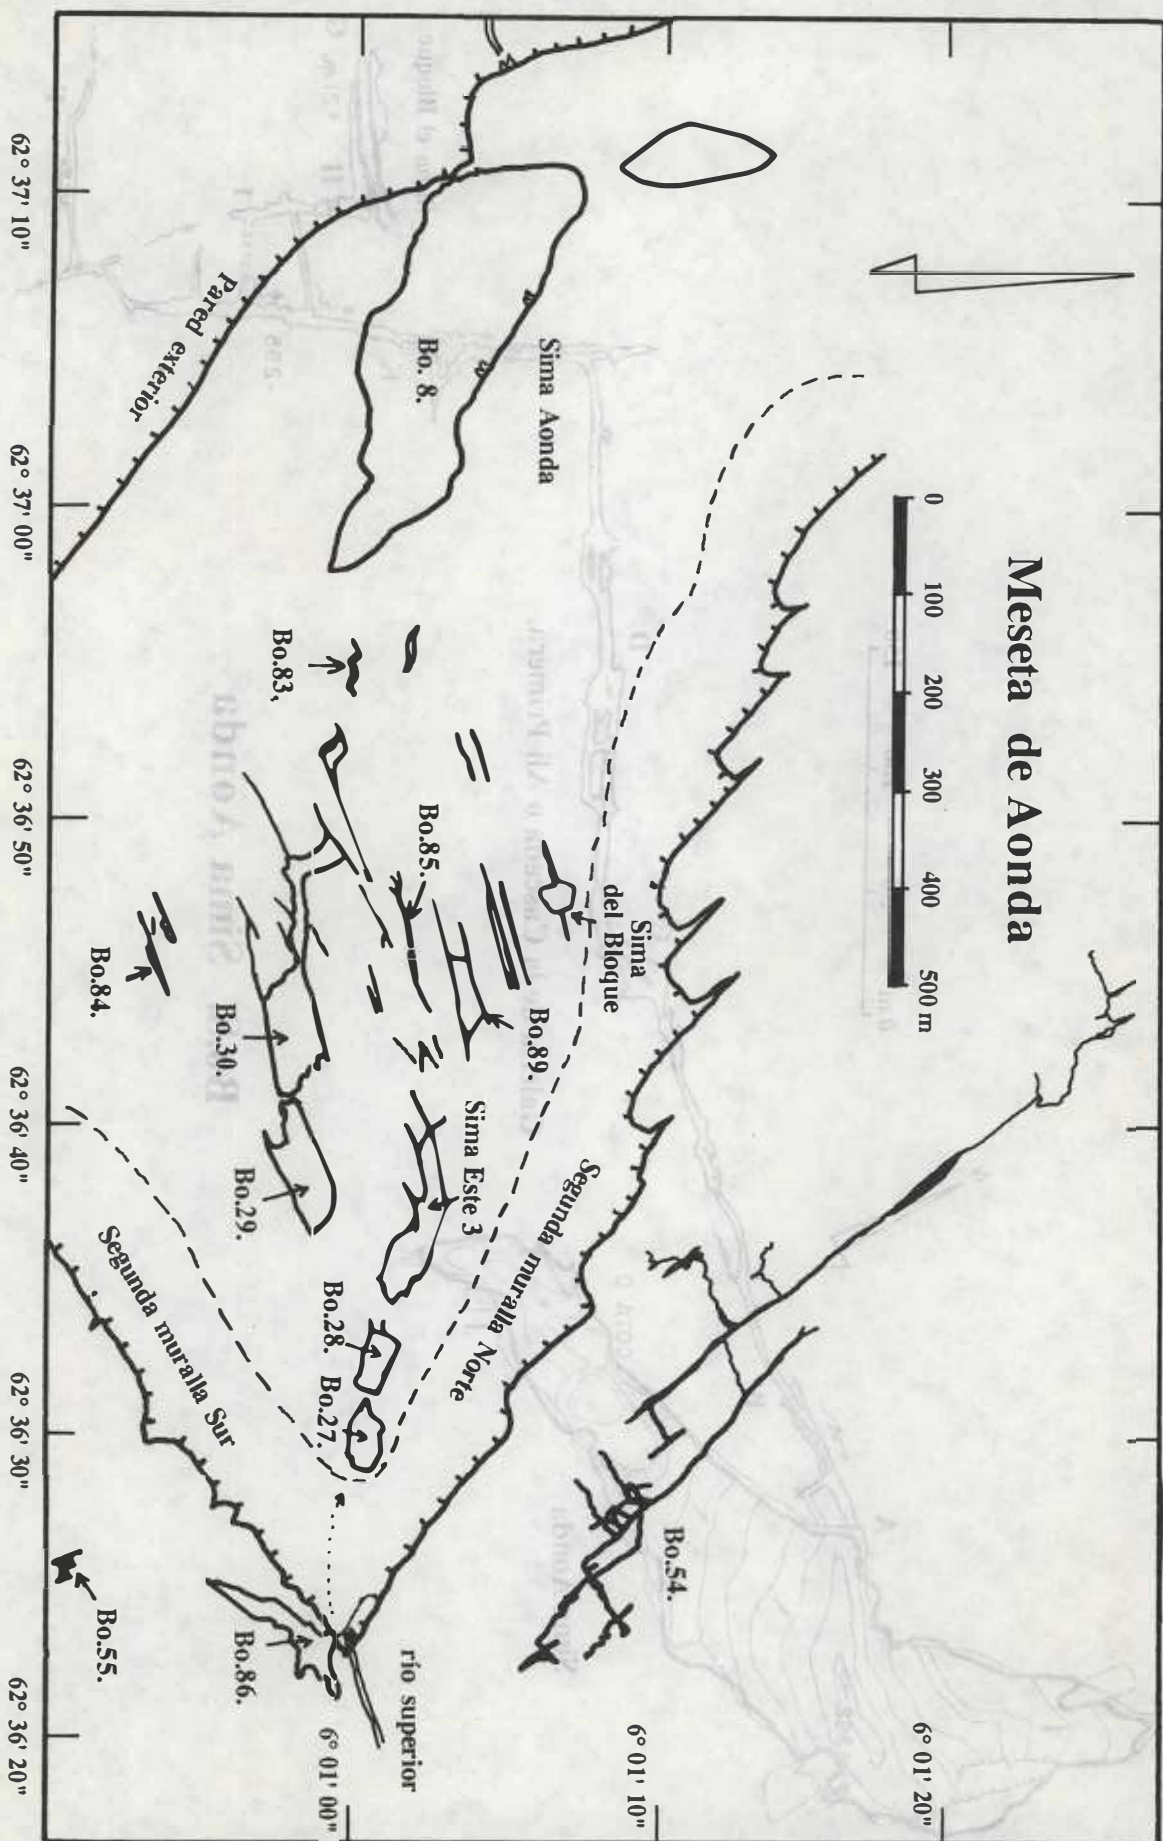 Meseta de Aonda
0 100 200 300 400 500 m
Sima Aonda
Bo. 8.
Pared exterior
Bo.83.
Bo.85.
Sima
del Bloque
Bo.89.
Bo.84.
Bo.30.
Bo.29.
Sima Este 3
Segunda muralla Norte
Segunda muralla Sur
Bo.28.
Bo.27.
Bo.54.
Bo.55.
Bo.86.
río superior
6° 01' 20"
6° 01' 10"
6° 01' 00"
62° 37' 10"
62° 37' 00"
62° 36' 50"
62° 36' 40"
62° 36' 30"
62° 36' 20"